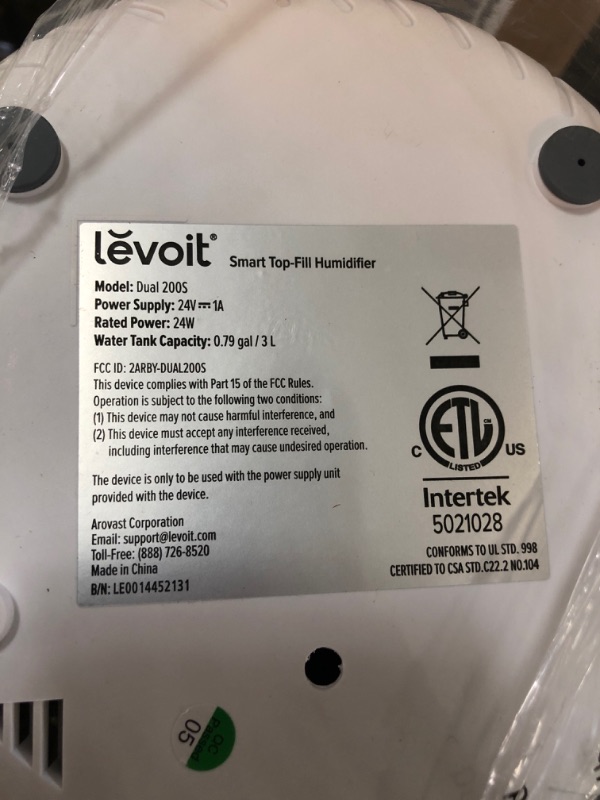 lěvoit® Smart Top-Fill Humidifier
Model: Dual 200S
Power Supply: 24V⎓1A
Rated Power: 24W
Water Tank Capacity: 0.79 gal / 3 L
FCC ID: 2ARBY-DUAL200S
This device complies with Part 15 of the FCC Rules.
Operation is subject to the following two conditions:
(1) This device may not cause harmful interference, and
(2) This device must accept any interference received,
including interference that may cause undesired operation.
The device is only to be used with the power supply unit
provided with the device.
Arovast Corporation
Email: support@levoit.com
Toll-Free: (888) 726-8520
Made in China
B/N: LE0014452131
ETL CM
LISTED
C US
Intertek
5021028
CONFORMS TO UL STD. 998
CERTIFIED TO CSA STD.C22.2 NO.104
QC
Passed
05